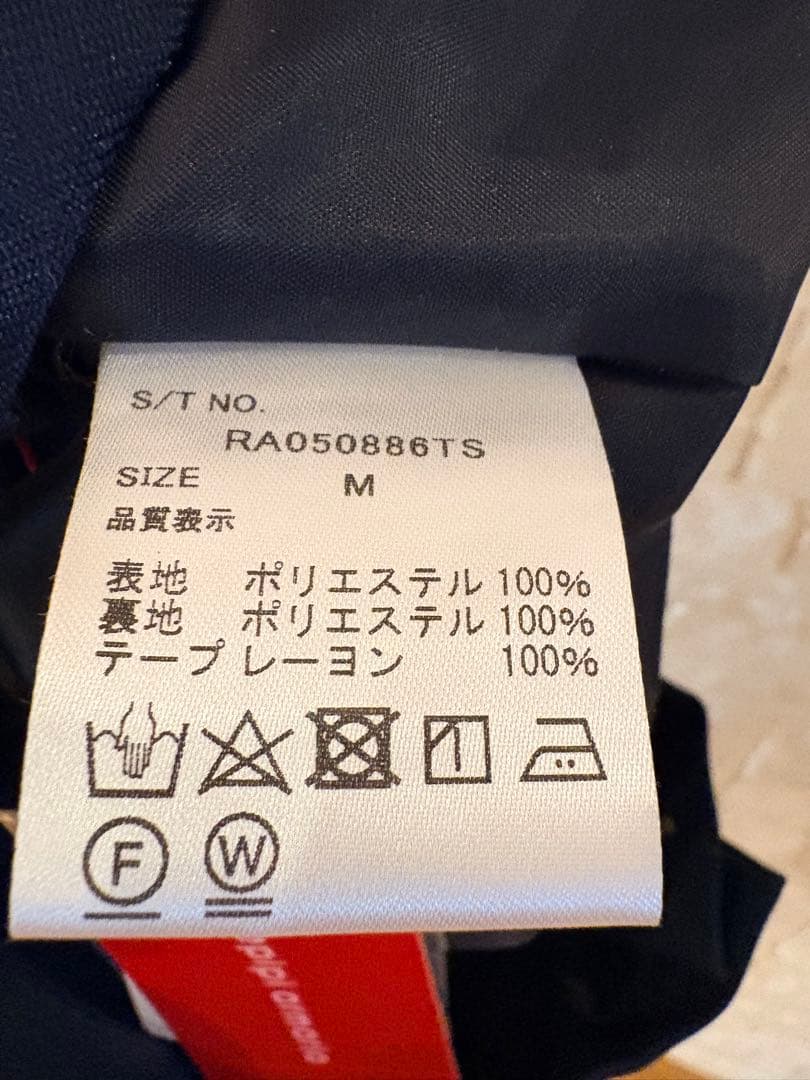 S/T NO.
RA050886TS
SIZE M
品質表示
表地 ポリエステル 100%
裏地 ポリエステル 100%
テープ レーヨン 100%
F W